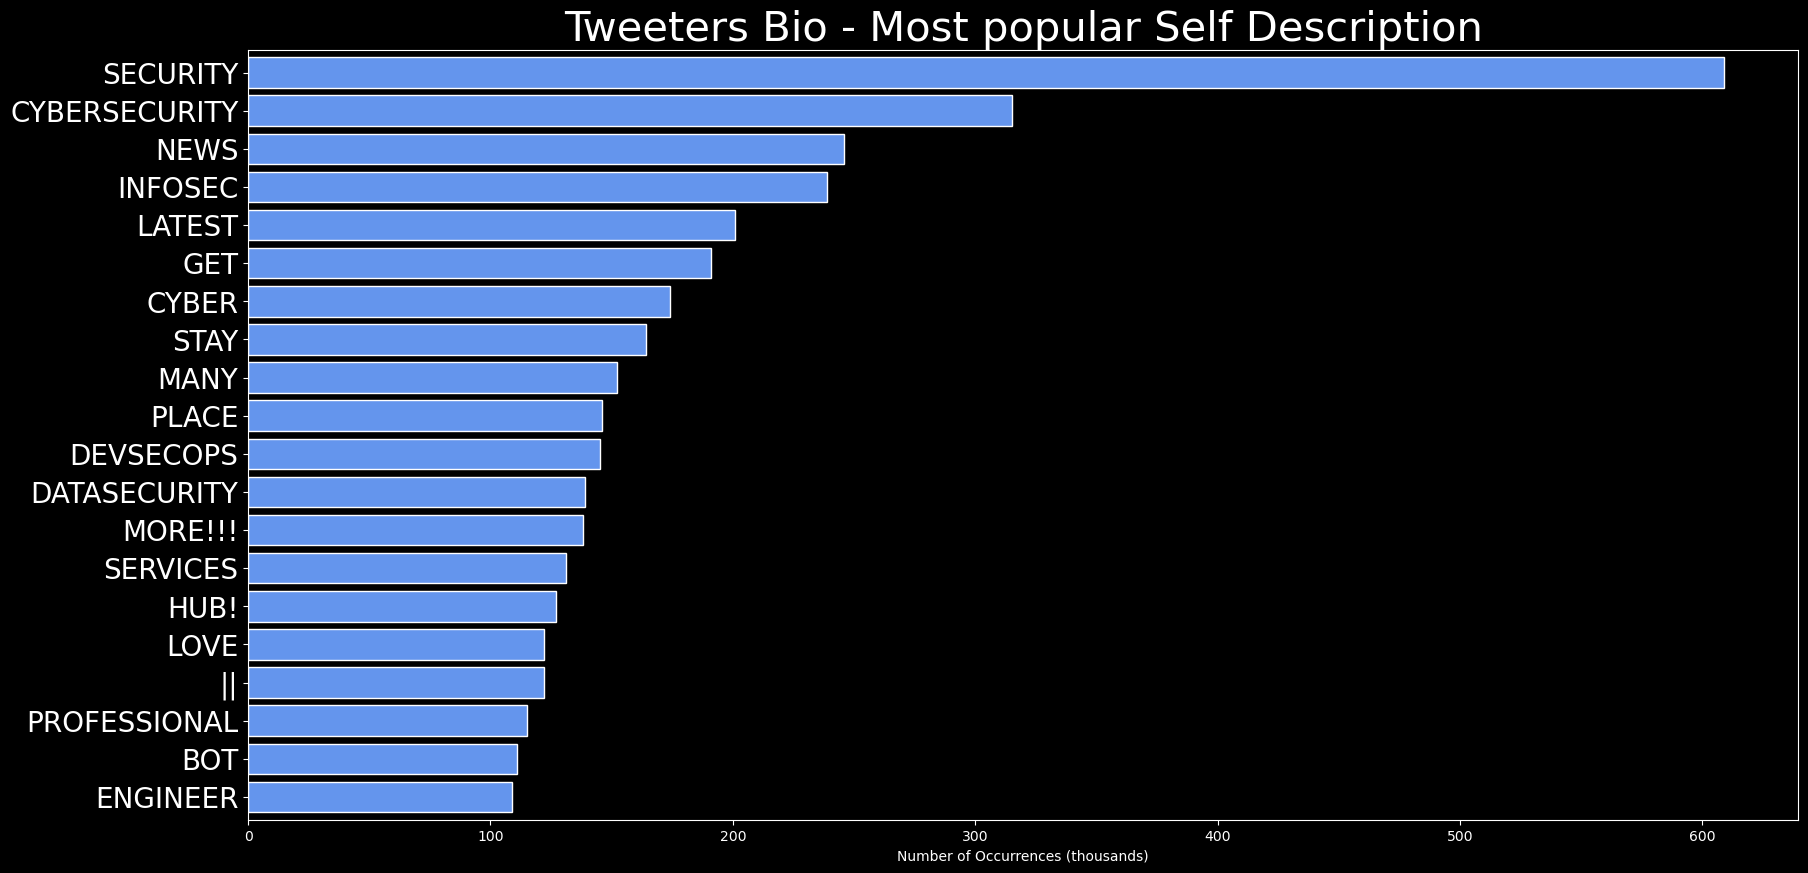 Tweeters Bio - Most popular Self Description
SECURITY
CYBERSECURITY
NEWS
INFOSEC
LATEST
GET
CYBER
STAY
MANY
PLACE
DEVSECOPS
DATASECURITY
MORE!!!
SERVICES
HUB!
LOVE
||
PROFESSIONAL
BOT
ENGINEER
0 100 200 300 400 500 600
Number of Occurrences (thousands)